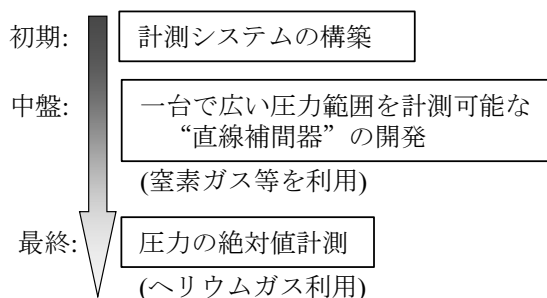 初期: 計測システムの構築
中盤: 一台で広い圧力範囲を計測可能な
“直線補間器”の開発
(窒素ガス等を利用)
最終: 圧力の絶対値計測
(ヘリウムガス利用)